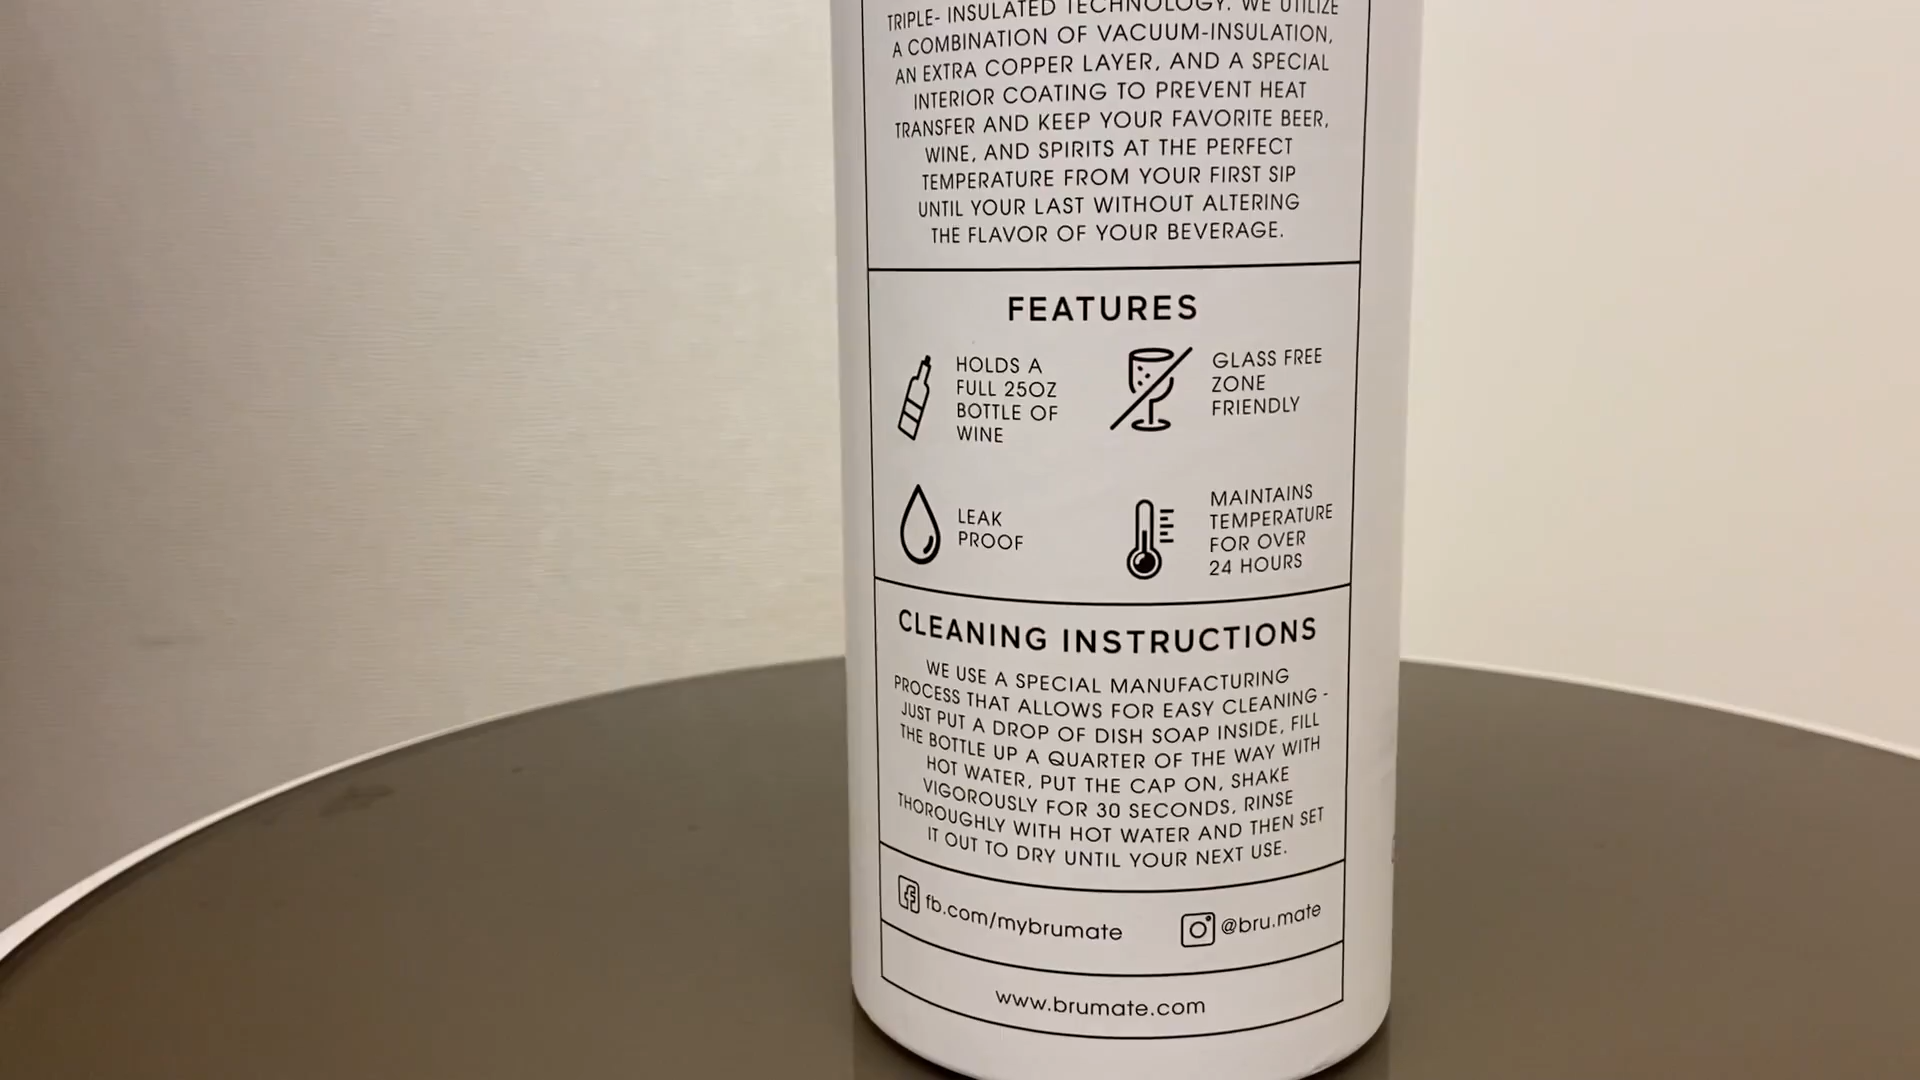 TRIPLE- INSULATED TECHNOLOGY. WE UTILIZE
A COMBINATION OF VACUUM-INSULATION,
AN EXTRA COPPER LAYER, AND A SPECIAL
INTERIOR COATING TO PREVENT HEAT
TRANSFER AND KEEP YOUR FAVORITE BEER,
WINE, AND SPIRITS AT THE PERFECT
TEMPERATURE FROM YOUR FIRST SIP
UNTIL YOUR LAST WITHOUT ALTERING
THE FLAVOR OF YOUR BEVERAGE.
FEATURES
HOLDS A
FULL 25OZ
BOTTLE OF
WINE
GLASS FREE
ZONE
FRIENDLY
LEAK
PROOF
MAINTAINS
TEMPERATURE
FOR OVER
24 HOURS
CLEANING INSTRUCTIONS
WE USE A SPECIAL MANUFACTURING
PROCESS THAT ALLOWS FOR EASY CLEANING -
JUST PUT A DROP OF DISH SOAP INSIDE, FILL
THE BOTTLE UP A QUARTER OF THE WAY WITH
HOT WATER, PUT THE CAP ON, SHAKE
VIGOROUSLY FOR 30 SECONDS, RINSE
THOROUGHLY WITH HOT WATER AND THEN SET
IT OUT TO DRY UNTIL YOUR NEXT USE.
fb.com/mybrumate
@bru.mate
www.brumate.com